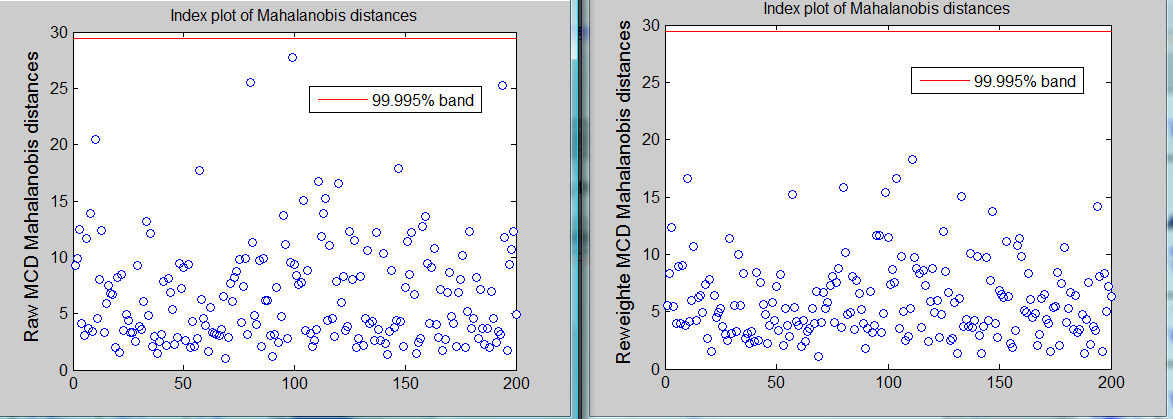 Index plot of Mahalanobis distances
Raw MCD Mahalanobis distances
30
25
20
15
10
5
0
99.995% band
0 50 100 150 200
Index plot of Mahalanobis distances
Reweighte MCD Mahalanobis distances
30
25
20
15
10
5
0
99.995% band
0 50 100 150 200